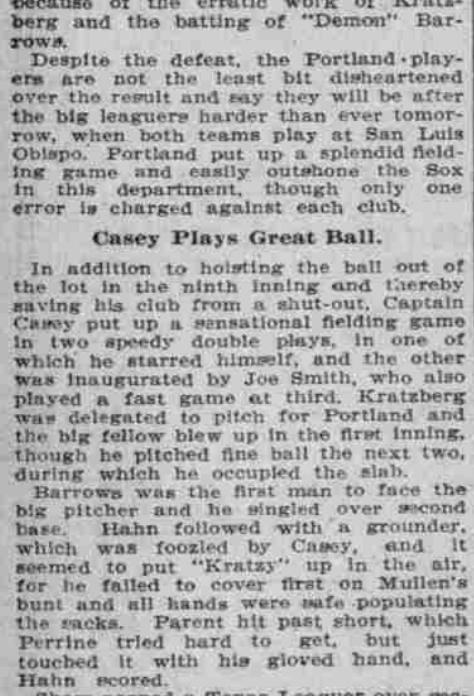 because of the erratic work of Kratz-
berg and the batting of "Demon" Bar-
rows.
Despite the defeat, the Portland play-
ers are not the least bit disheartened
over the result and say they will be after
the big leaguers harder than ever tomor-
row, when both teams play at San Luis
Obispo. Portland put up a splendid field-
ing game and easily outshone the Sox
in this department, though only one
error is charged against each club.
Casey Plays Great Ball.
In addition to hoisting the ball out of
the lot in the ninth inning and thereby
saving his club from a shut-out, Captain
Casey put up a sensational fielding game
in two speedy double plays, in one of
which he starred himself, and the other
was inaugurated by Joe Smith, who also
played a fast game at third. Kratzberg
was delegated to pitch for Portland and
the big fellow blew up in the first inning,
though he pitched fine ball the next two,
during which he occupied the slab.
Barrows was the first man to face the
big pitcher and he singled over second
base. Hahn followed with a grounder,
which was foozled by Casey, and it
seemed to put "Kratzy" up in the air,
for he failed to cover first on Mullen's
bunt and all hands were safe populating
the sacks. Parent hit past short, which
Perrine tried hard to get, but just
touched it with his gloved hand, and
Hahn scored.
a Texas Leaguer over